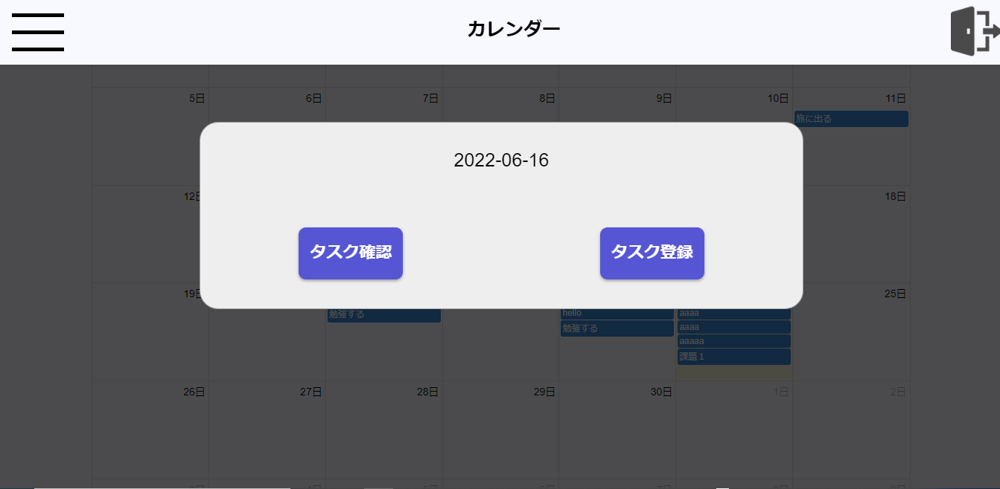 カレンダー
5日
6日
7日
8日
9日
10日
11日
旅に出る
2022-06-16
12日
18日
タスク確認
タスク登録
19日
25日
勉強する
hello
勉強する
aaaa
aaaa
aaaaa
課題１
26日
27日
28日
29日
30日
1日
2日